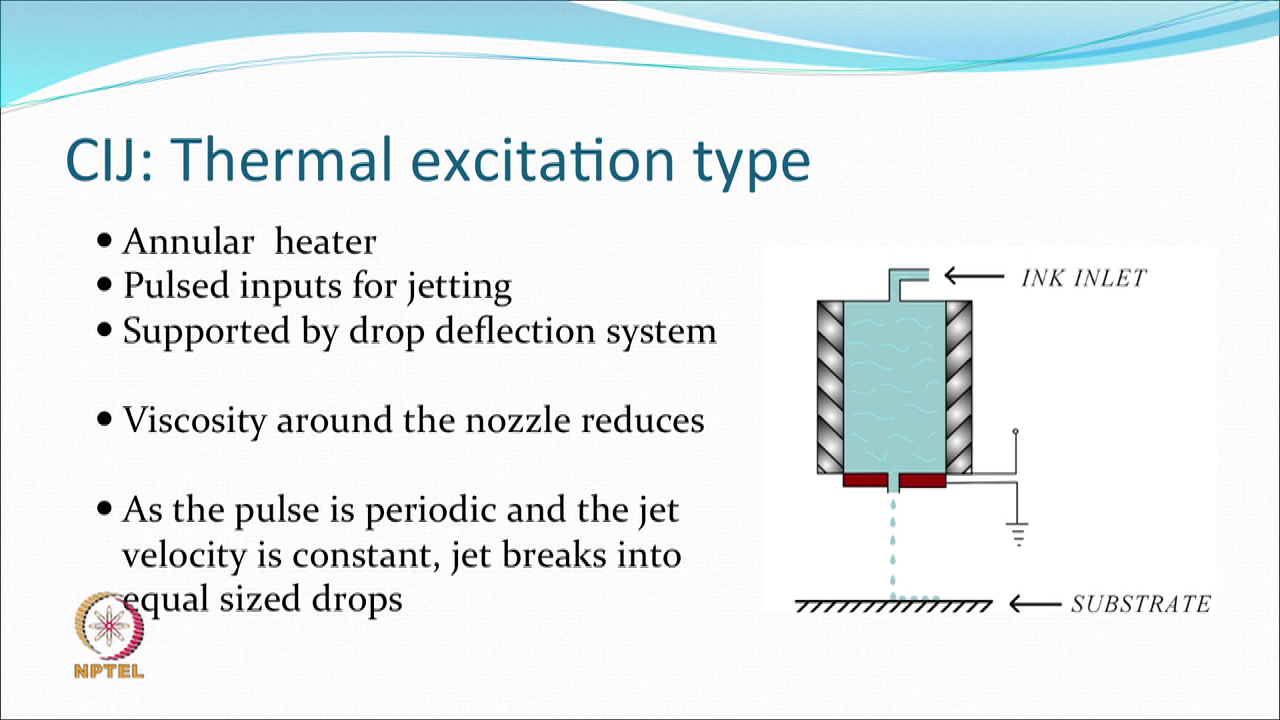 CIJ: Thermal excitation type
• Annular heater
• Pulsed inputs for jetting
• Supported by drop deflection system
• Viscosity around the nozzle reduces
• As the pulse is periodic and the jet
velocity is constant, jet breaks into
equal sized drops
INK INLET
SUBSTRATE
NPTEL